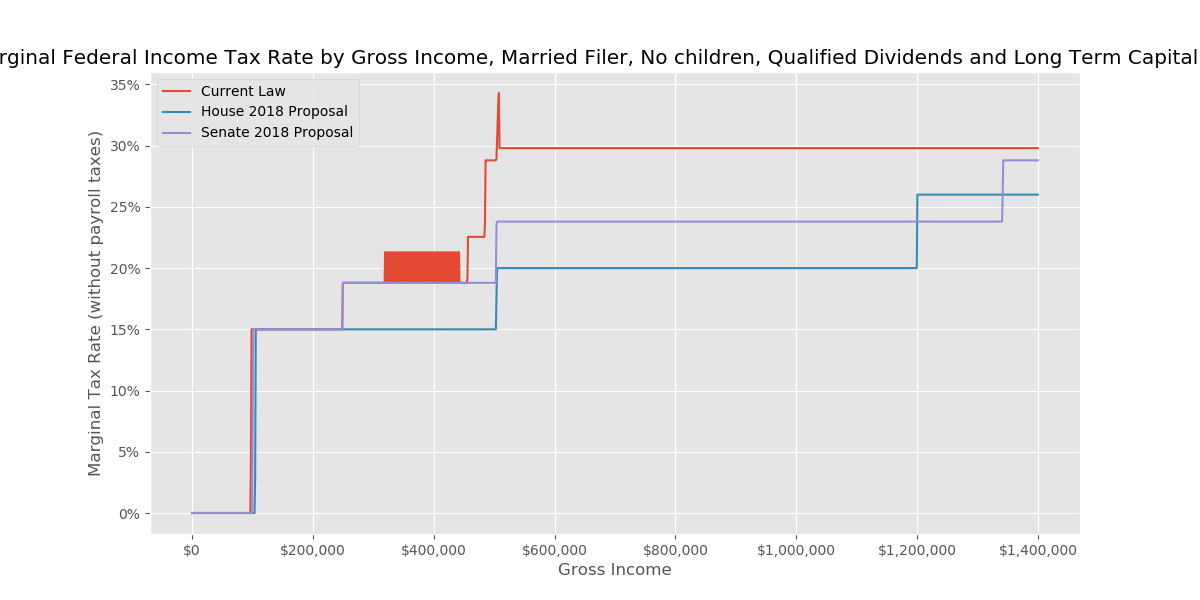 rginal Federal Income Tax Rate by Gross Income, Married Filer, No children, Qualified Dividends and Long Term Capital
Current Law
House 2018 Proposal
Senate 2018 Proposal
Marginal Tax Rate (without payroll taxes)
35%
30%
25%
20%
15%
10%
5%
0%
$0
$200,000
$400,000
$600,000
$800,000
$1,000,000
$1,200,000
$1,400,000
Gross Income